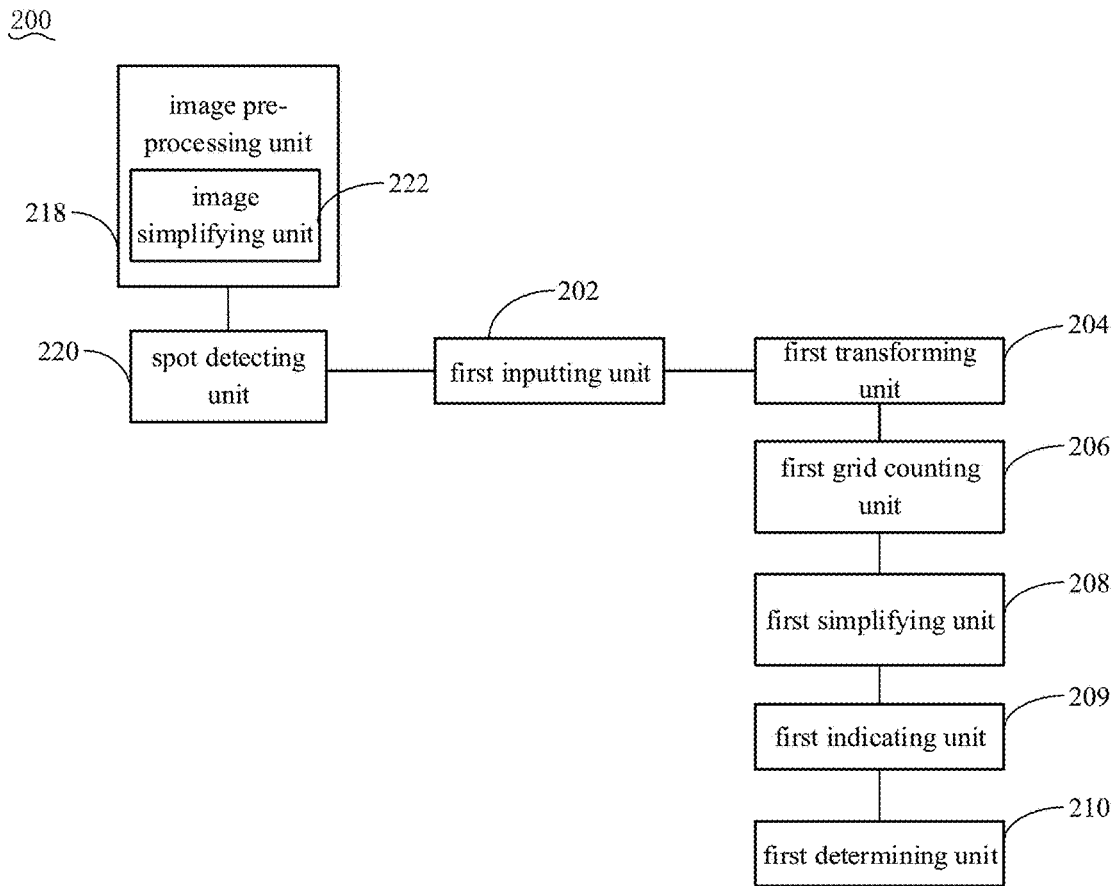 200
image pre-
processing unit
image
simplifying unit
222
218
202
204
220
spot detecting
unit
first inputting unit
first transforming
unit
206
first grid counting
unit
208
first simplifying unit
209
first indicating unit
210
first determining unit